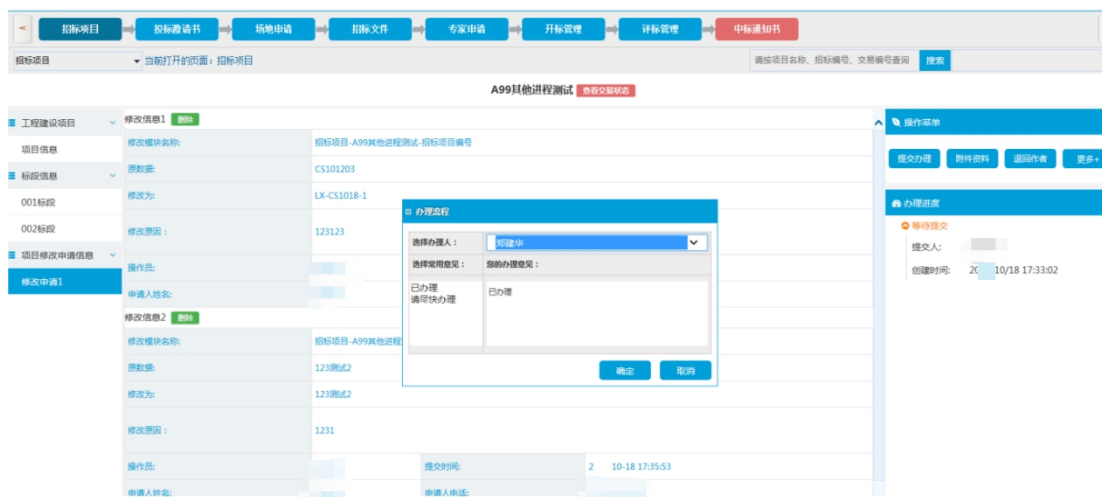 <
招标项目
投标邀请书
场地申请
招标文件
专家申请
开标管理
评标管理
中标通知书
招标项目
当前打开的页面：招标项目
请按项目名称、招标编号、交易编号查询
搜索
A99其他进程测试 查看交易状态
工程建设项目
项目信息
标段信息
001标段
002标段
项目修改申请信息
修改申请1
修改信息1 删除
修改模块名称: 招标项目-A99其他进程测试-招标项目编号
原数据: CS101203
修改为: LX-CS1018-1
修改原因： 123123
操作员:
申请人姓名:
修改信息2 删除
修改模块名称: 招标项目-A99其他进程
原数据: 123测试2
修改为: 123测试2
修改原因： 1231
操作员:
提交时间: 2 10-18 17:35:53
申请人姓名:
申请人电话:
办理流程
选择办理人： 郑建华
选择常用意见： 您的办理意见：
已办理
请尽快办理
已办理
确定
取消
操作菜单
提交办理
附件资料
退回作者
更多+
办理进度
等待提交
提交人:
创建时间: 20 10/18 17:33:02